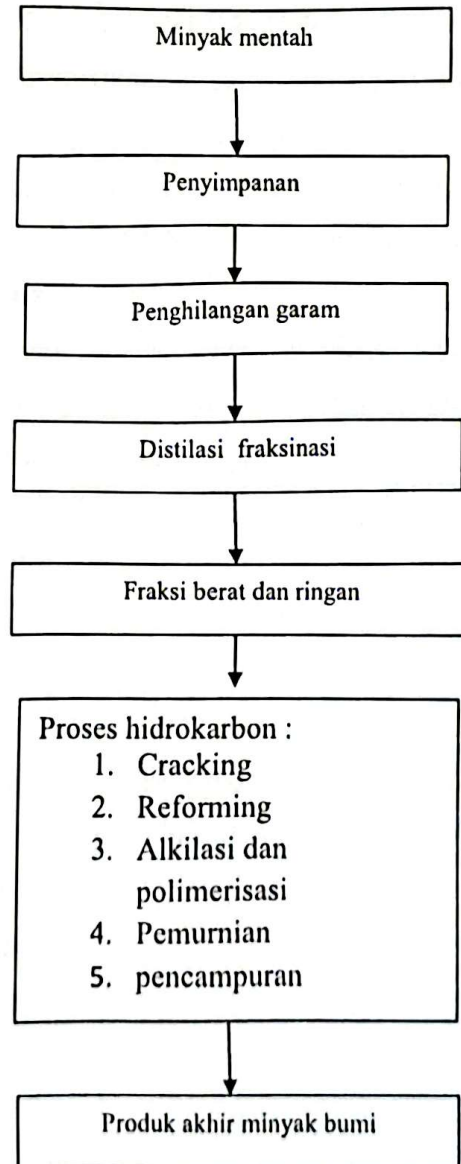 Minyak mentah
Penyimpanan
Penghilangan garam
Distilasi fraksinasi
Fraksi berat dan ringan
Proses hidrokarbon :
1. Cracking
2. Reforming
3. Alkilasi dan
polimerisasi
4. Pemurnian
5. pencampuran
Produk akhir minyak bumi